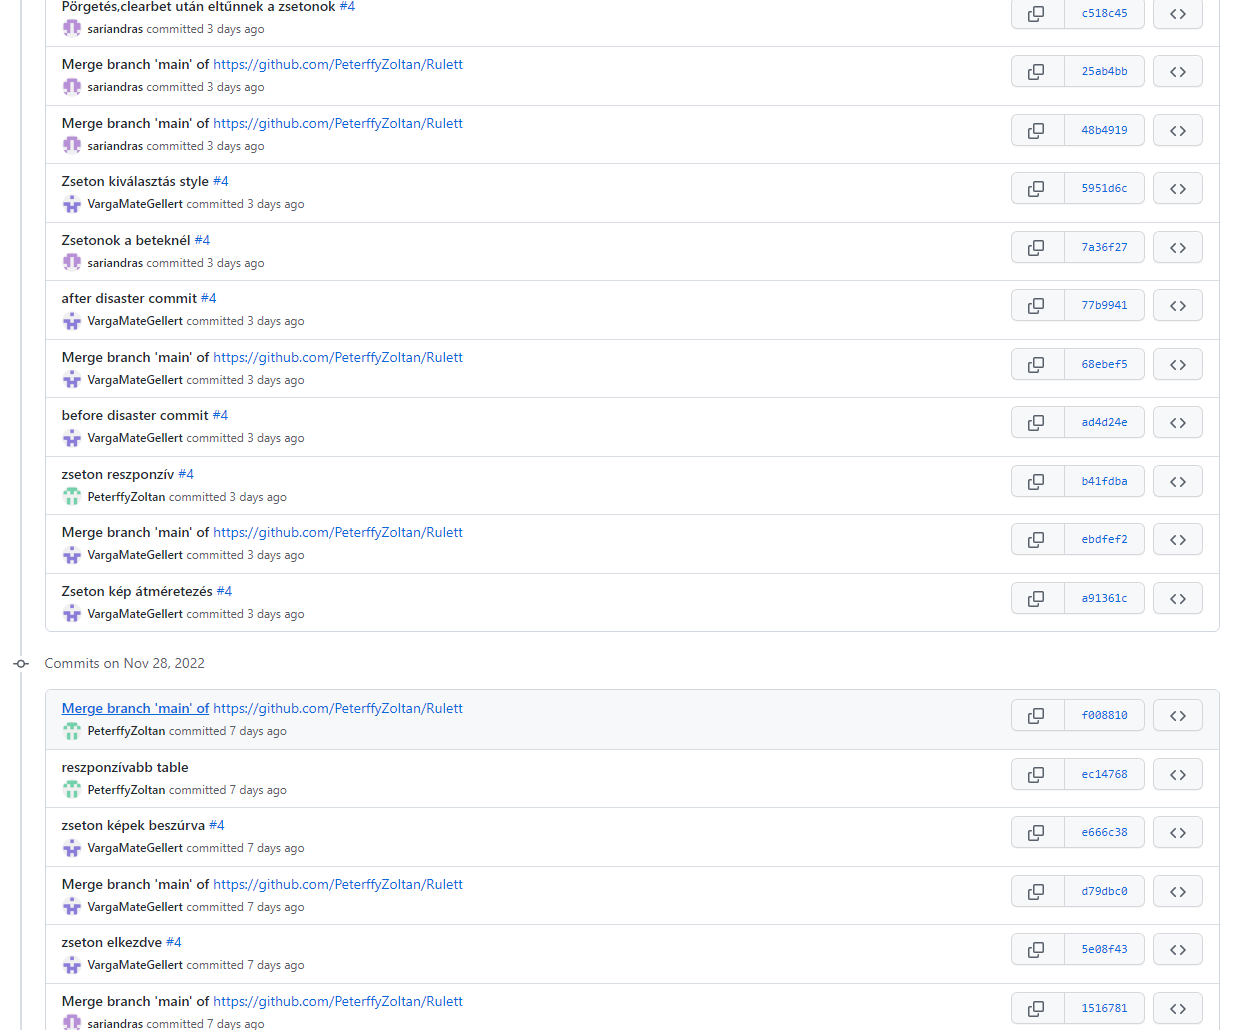 Pörgetés,clearbet után eltűnnek a zsetonok #4
c518c45
sariandras committed 3 days ago
Merge branch 'main' of https://github.com/PeterffyZoltan/Rulett
25ab4bb
sariandras committed 3 days ago
Merge branch 'main' of https://github.com/PeterffyZoltan/Rulett
48b4919
sariandras committed 3 days ago
Zseton kiválasztás style #4
5951d6c
VargaMateGellert committed 3 days ago
Zsetonok a beteknél #4
7a36f27
sariandras committed 3 days ago
after disaster commit #4
77b9941
VargaMateGellert committed 3 days ago
Merge branch 'main' of https://github.com/PeterffyZoltan/Rulett
68ebef5
VargaMateGellert committed 3 days ago
before disaster commit #4
ad4d24e
VargaMateGellert committed 3 days ago
zseton reszponzív #4
b41fdba
PeterffyZoltan committed 3 days ago
Merge branch 'main' of https://github.com/PeterffyZoltan/Rulett
ebdfef2
VargaMateGellert committed 3 days ago
Zseton kép átméretezés #4
a91361c
VargaMateGellert committed 3 days ago
Commits on Nov 28, 2022
Merge branch 'main' of https://github.com/PeterffyZoltan/Rulett
f008810
PeterffyZoltan committed 7 days ago
reszponzívabb table
ec14768
PeterffyZoltan committed 7 days ago
zseton képek beszúrva #4
e666c38
VargaMateGellert committed 7 days ago
Merge branch 'main' of https://github.com/PeterffyZoltan/Rulett
d79dbc0
VargaMateGellert committed 7 days ago
zseton elkezdve #4
5e08f43
VargaMateGellert committed 7 days ago
Merge branch 'main' of https://github.com/PeterffyZoltan/Rulett
1516781
sariandras committed 7 days ago